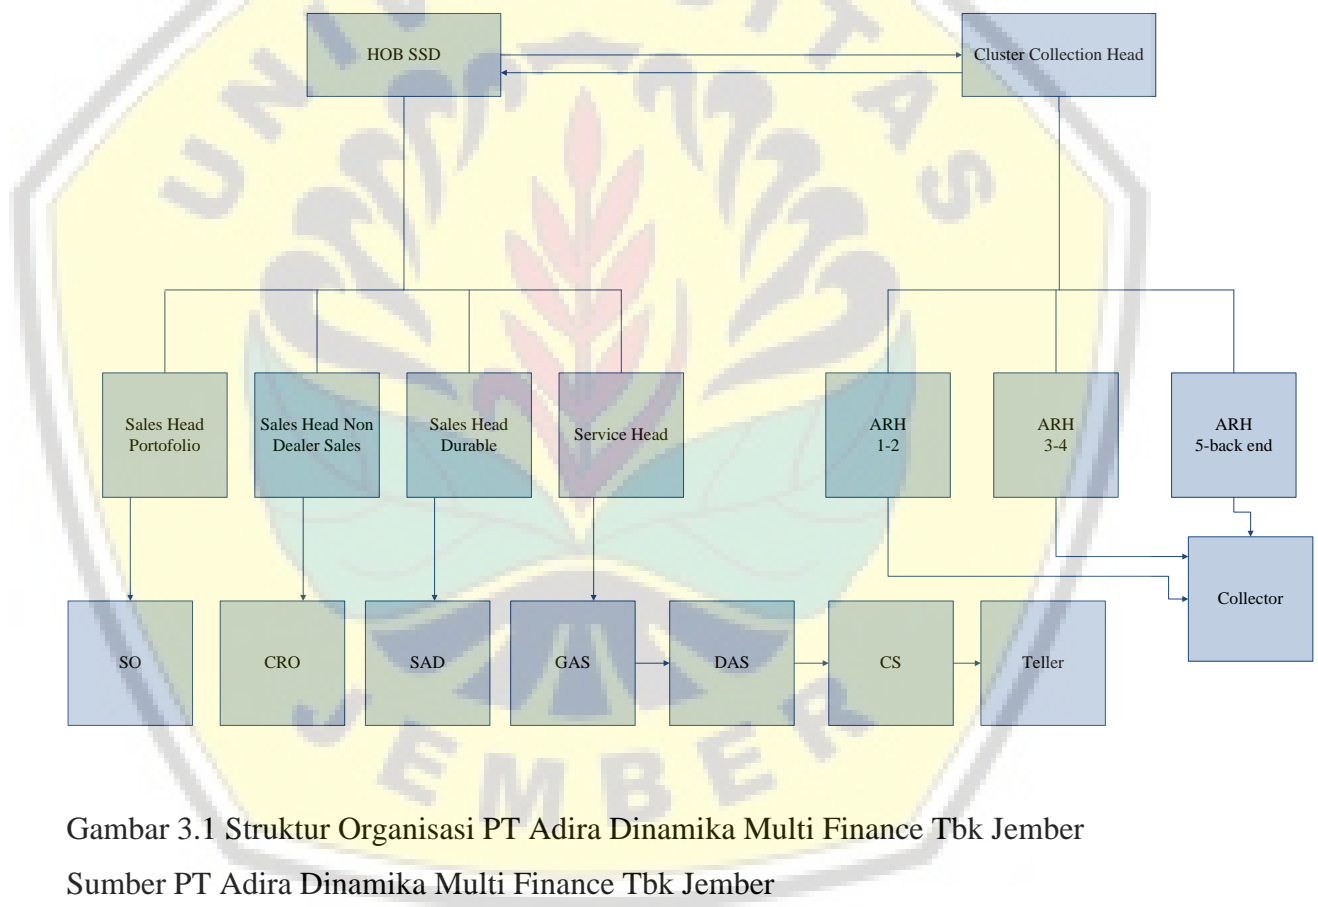 UNIVERSITAS
HOB SSD
Cluster Collection Head
Sales Head
Portofolio
Sales Head Non
Dealer Sales
Sales Head
Durable
Service Head
ARH
1-2
ARH
3-4
ARH
5-back end
Collector
SO
CRO
SAD
GAS
DAS
CS
Teller
JEMBER
Gambar 3.1 Struktur Organisasi PT Adira Dinamika Multi Finance Tbk Jember
Sumber PT Adira Dinamika Multi Finance Tbk Jember